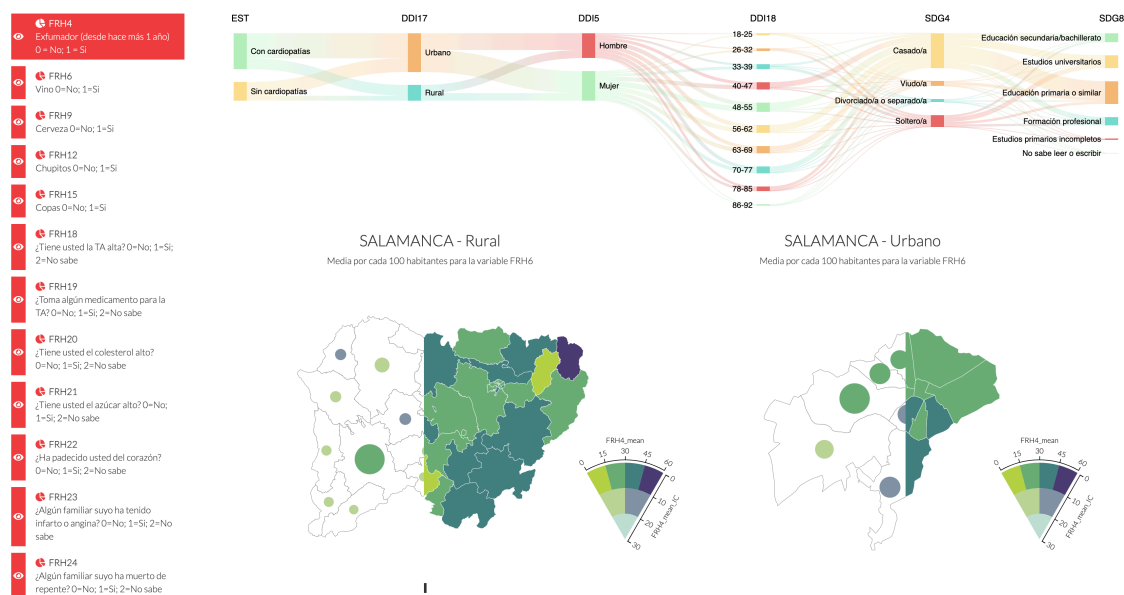 FRH4
Exfumador (desde hace más 1 año)
0 = No; 1 = Si
FRH6
Vino 0=No; 1=Si
FRH9
Cerveza 0=No; 1=Si
FRH12
Chupitos 0=No; 1=Si
FRH15
Copas 0=No; 1=Si
FRH18
¿Tiene usted la TA alta? 0=No; 1=Si;
2=No sabe
FRH19
¿Toma algún medicamento para la
TA? 0=No; 1=Si; 2=No sabe
FRH20
¿Tiene usted el colesterol alto?
0=No; 1=Si; 2=No sabe
FRH21
¿Tiene usted el azúcar alto? 0=No;
1=Si; 2=No sabe
FRH22
¿Ha padecido usted del corazón?
0=No; 1=Si; 2=No sabe
FRH23
¿Algún familiar suyo ha tenido
infarto o angina? 0=No; 1=Si; 2=No
sabe
FRH24
¿Algún familiar suyo ha muerto de
repente? 0=No; 1=Si; 2=No sabe
EST
DDI17
DDI5
DDI18
SDG4
SDG8
Con cardiopatías
Sin cardiopatías
Urbano
Rural
Hombre
Mujer
18-25
26-32
33-39
40-47
48-55
56-62
63-69
70-77
78-85
86-92
Casado/a
Viudo/a
Divorciado/a o separado/a
Soltero/a
Educación secundaria/bachillerato
Estudios universitarios
Educación primaria o similar
Formación profesional
Estudios primarios incompletos
No sabe leer o escribir
SALAMANCA - Rural
Media por cada 100 habitantes para la variable FRH6
FRH4_mean
0
15
30
45
60
10
20
30
FRH4_mean_IC
SALAMANCA - Urbano
Media por cada 100 habitantes para la variable FRH6
FRH4_mean
0
15
30
45
60
10
20
30
FRH4_mean_IC